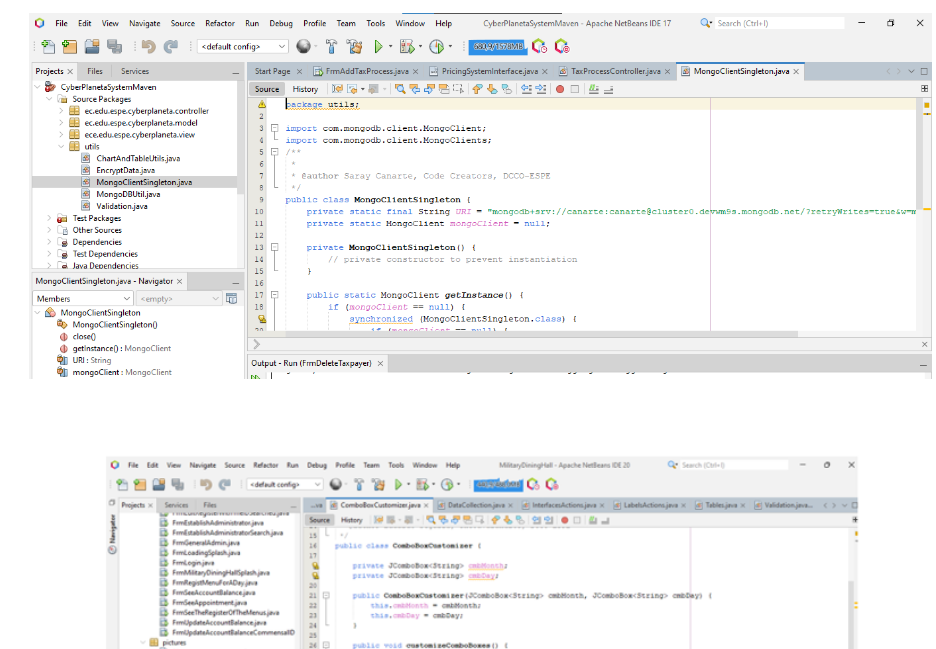 File Edit View Navigate Source Refactor Run Debug Profile Team Tools Window Help CyberPlanetaSystemMaven - Apache NetBeans IDE 17 Search (Ctrl+I)
<default config>
Projects Files Services
Start Page FrmAddTaxProcess.java PricingSystemInterface.java TaxProcessController.java MongoClientSingleton.java
CyberPlanetaSystemMaven
Source Packages
ec.edu.espe.cyberplaneta.controller
ec.edu.espe.cyberplaneta.model
ece.edu.espe.cyberplaneta.view
utils
ChartAndTableUtils.java
EncryptData.java
MongoClientSingleton.java
MongoDBUtil.java
Validation.java
Test Packages
Other Sources
Dependencies
Test Dependencies
Java Dependencies
MongoClientSingleton.java - Navigator
Members <empty>
MongoClientSingleton
MongoClientSingleton()
close()
getInstance() : MongoClient
URI : String
mongoClient : MongoClient
Source History
package utils;
2
3 import com.mongodb.client.MongoClient;
4 import com.mongodb.client.MongoClients;
5 /**
6 *
7 * @author Saray Canarte, Code Creators, DCCO-ESPE
8 */
9 public class MongoClientSingleton {
10 private static final String URI = "mongodb+srv://canarte:canarte@cluster0.devwm9s.mongodb.net/?retryWrites=true&w=m
11 private static MongoClient mongoClient = null;
12
13 private MongoClientSingleton() {
14 // private constructor to prevent instantiation
15 }
16
17 public static MongoClient getInstance() {
18 if (mongoClient == null) {
synchronized (MongoClientSingleton.class) {
20 if (mongoClient == null) {
Output - Run (FrmDeleteTaxpayer)
File Edit View Navigate Source Refactor Run Debug Profile Team Tools Window Help MilitaryDiningHall - Apache NetBeans IDE 20 Search (Ctrl+I)
<default config>
Projects Services Files
ComboBoxCustomizer.java DataCollection.java InterfacesActions.java LabelsActions.java Tables.java Validation.java...
Navigator
FrmEstablishAdministrator.java
FrmEstablishAdministratorSearch.java
FrmGeneralAdmin.java
FrmLoadingSplash.java
FrmLogin.java
FrmMilitaryDiningHallSplash.java
FrmRegistMenuForADay.java
FrmSeeAccountBalance.java
FrmSeeAppointment.java
FrmSeeTheRegisterOfTheMenus.java
FrmUpdateAccountBalance.java
FrmUpdateAccountBalanceCommensalID
pictures
Source History
15 */
16 public class ComboBoxCustomizer {
17
private JComboBox<String> cmbMonth;
private JComboBox<String> cmbDay;
20
21 public ComboBoxCustomizer(JComboBox<String> cmbMonth, JComboBox<String> cmbDay) {
22 this.cmbMonth = cmbMonth;
23 this.cmbDay = cmbDay;
24 }
25
26 public void customizeComboBoxes() {